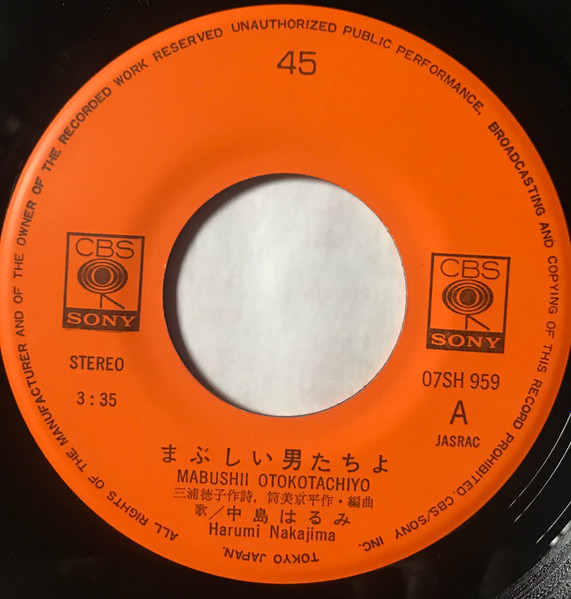 ALL RIGHTS OF THE MANUFACTURER AND OF THE OWNER OF THE RECORDED WORK RESERVED UNAUTHORIZED PUBLIC PERFORMANCE, BROADCASTING AND COPYING OF THIS RECORD PROHIBITED. CBS/SONY INC.
TOKYO JAPAN.
45
CBS
SONY
CBS
SONY
STEREO
3:35
07SH 959
A
JASRAC
まぶしい男たちよ
MABUSHII OTOKOTACHIYO
三浦徳子作詩，筒美京平作・編曲
歌／中島はるみ
Harumi Nakajima